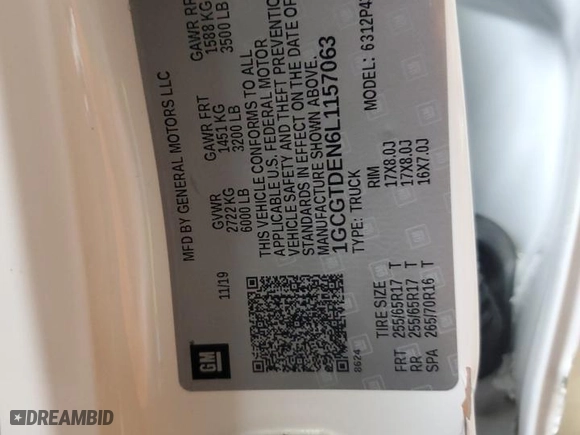 MFD BY GENERAL MOTORS LLC
GVWR GAWR FRT GAWR RR
2722 KG 1451 KG 1588 KG
6000 LB 3200 LB 3500 LB
THIS VEHICLE CONFORMS TO ALL
APPLICABLE U.S. FEDERAL MOTOR
VEHICLE SAFETY AND THEFT PREVENTION
STANDARDS IN EFFECT ON THE DATE OF
MANUFACTURE SHOWN ABOVE.
1GCGTDEN6L1157063
TYPE: TRUCK MODEL: 6312P4
11/19
GM
8624
TIRE SIZE RIM
FRT 255/65R17 T 17X8.0J
RR 255/65R17 T 17X8.0J
SPA 265/70R16 T 16X7.0J
DREAMBID